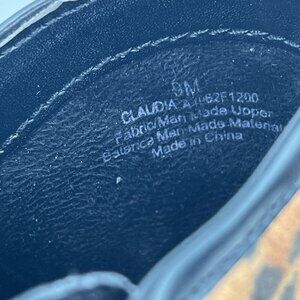 9M
CLAUDIA
Fabric/Man Made Upper
Balance Man Made Material
Made in China